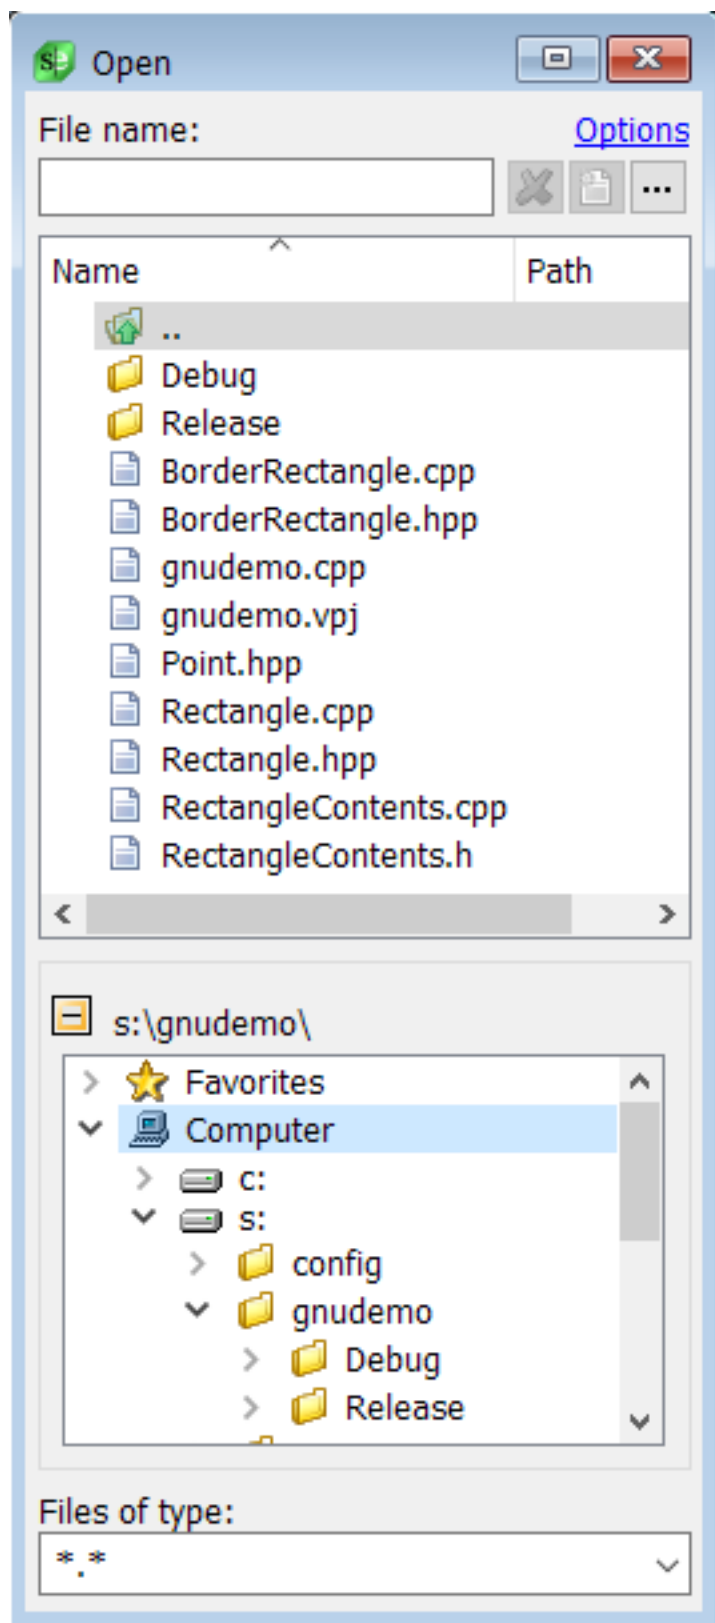 Open
File name: Options
...
Name Path
..
Debug
Release
BorderRectangle.cpp
BorderRectangle.hpp
gnudemo.cpp
gnudemo.vpj
Point.hpp
Rectangle.cpp
Rectangle.hpp
RectangleContents.cpp
RectangleContents.h
s:\gnudemo\
Favorites
Computer
c:
s:
config
gnudemo
Debug
Release
Files of type:
*.*